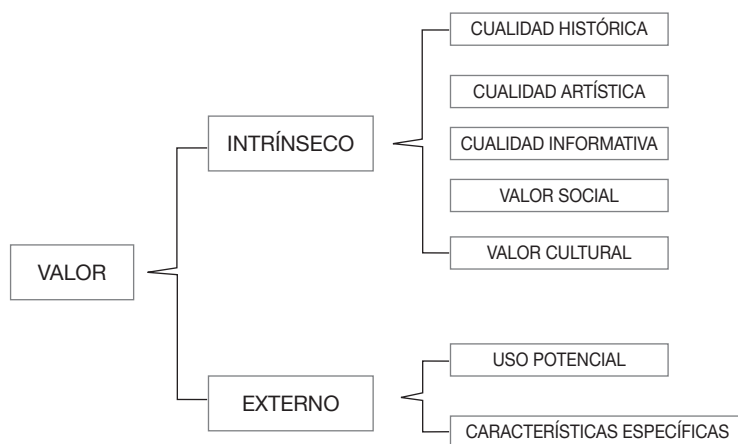 CUALIDAD HISTÓRICA
CUALIDAD ARTÍSTICA
INTRÍNSECO
CUALIDAD INFORMATIVA
VALOR SOCIAL
VALOR CULTURAL
VALOR
USO POTENCIAL
EXTERNO
CARACTERÍSTICAS ESPECÍFICAS